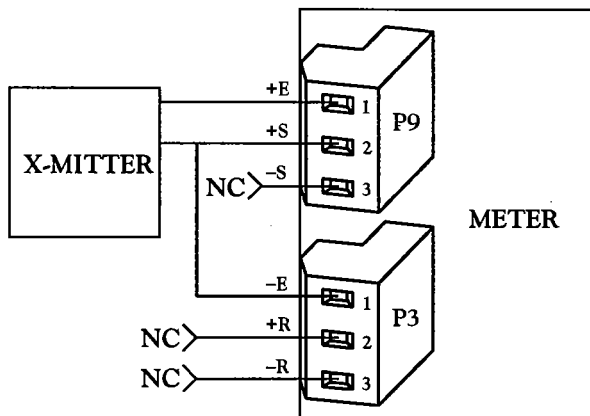 +E
1
+S
2
P9
X-MITTER
NC
–S
3
METER
–E
1
P3
NC
+R
2
NC
–R
3